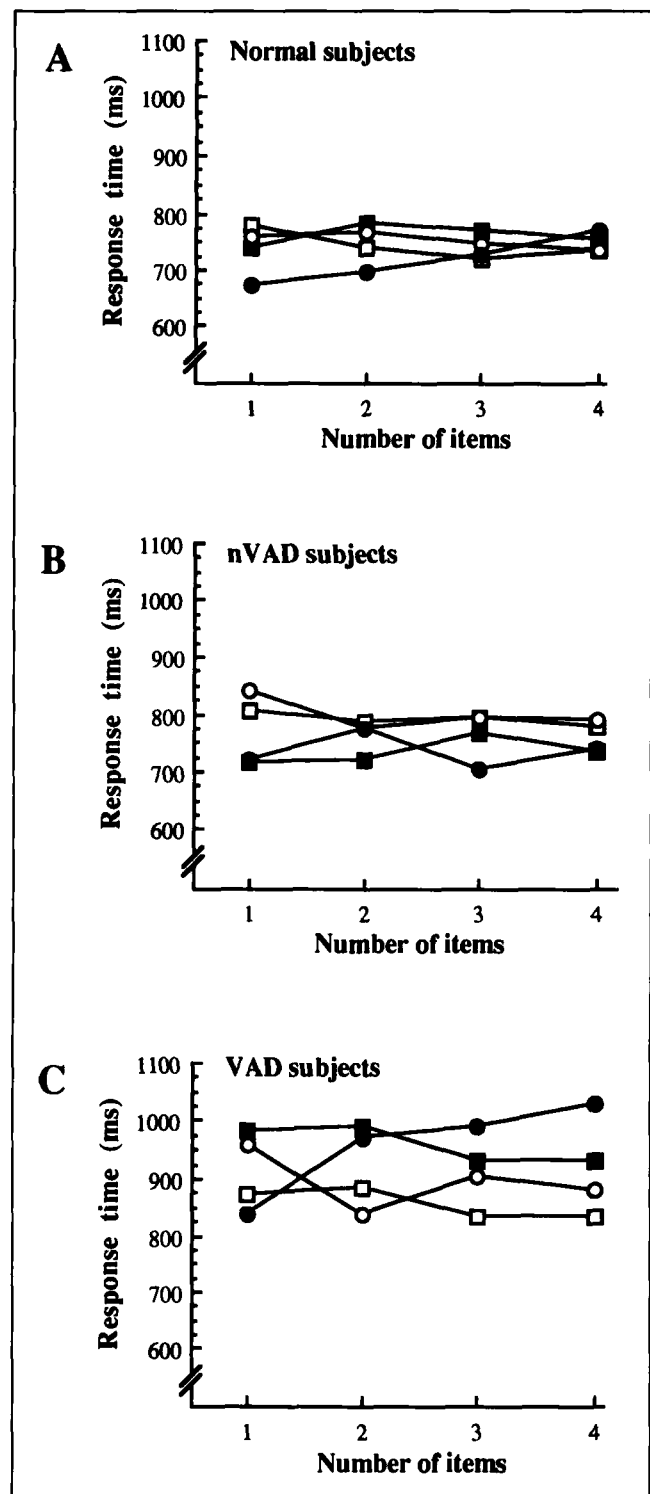 A
Normal subjects
Response time (ms)
1100
1000
900
800
700
600
1 2 3 4
Number of items
B
nVAD subjects
Response time (ms)
1100
1000
900
800
700
600
1 2 3 4
Number of items
C
VAD subjects
Response time (ms)
1100
1000
900
800
700
600
1 2 3 4
Number of items